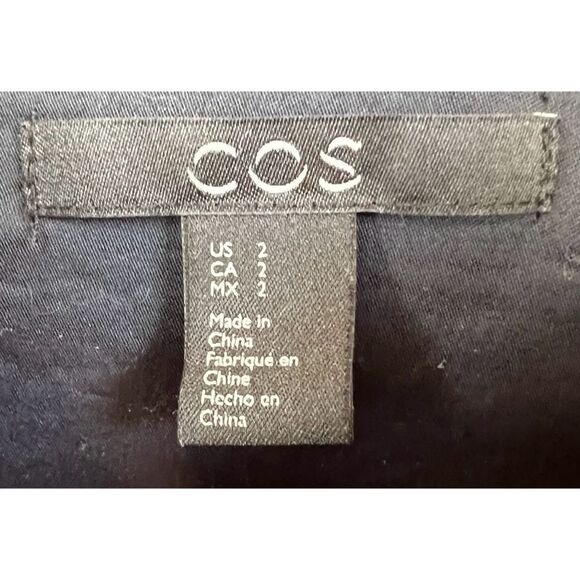 COS
US 2
CA 2
MX 2
Made in
China
Fabriqué en
Chine
Hecho en
China